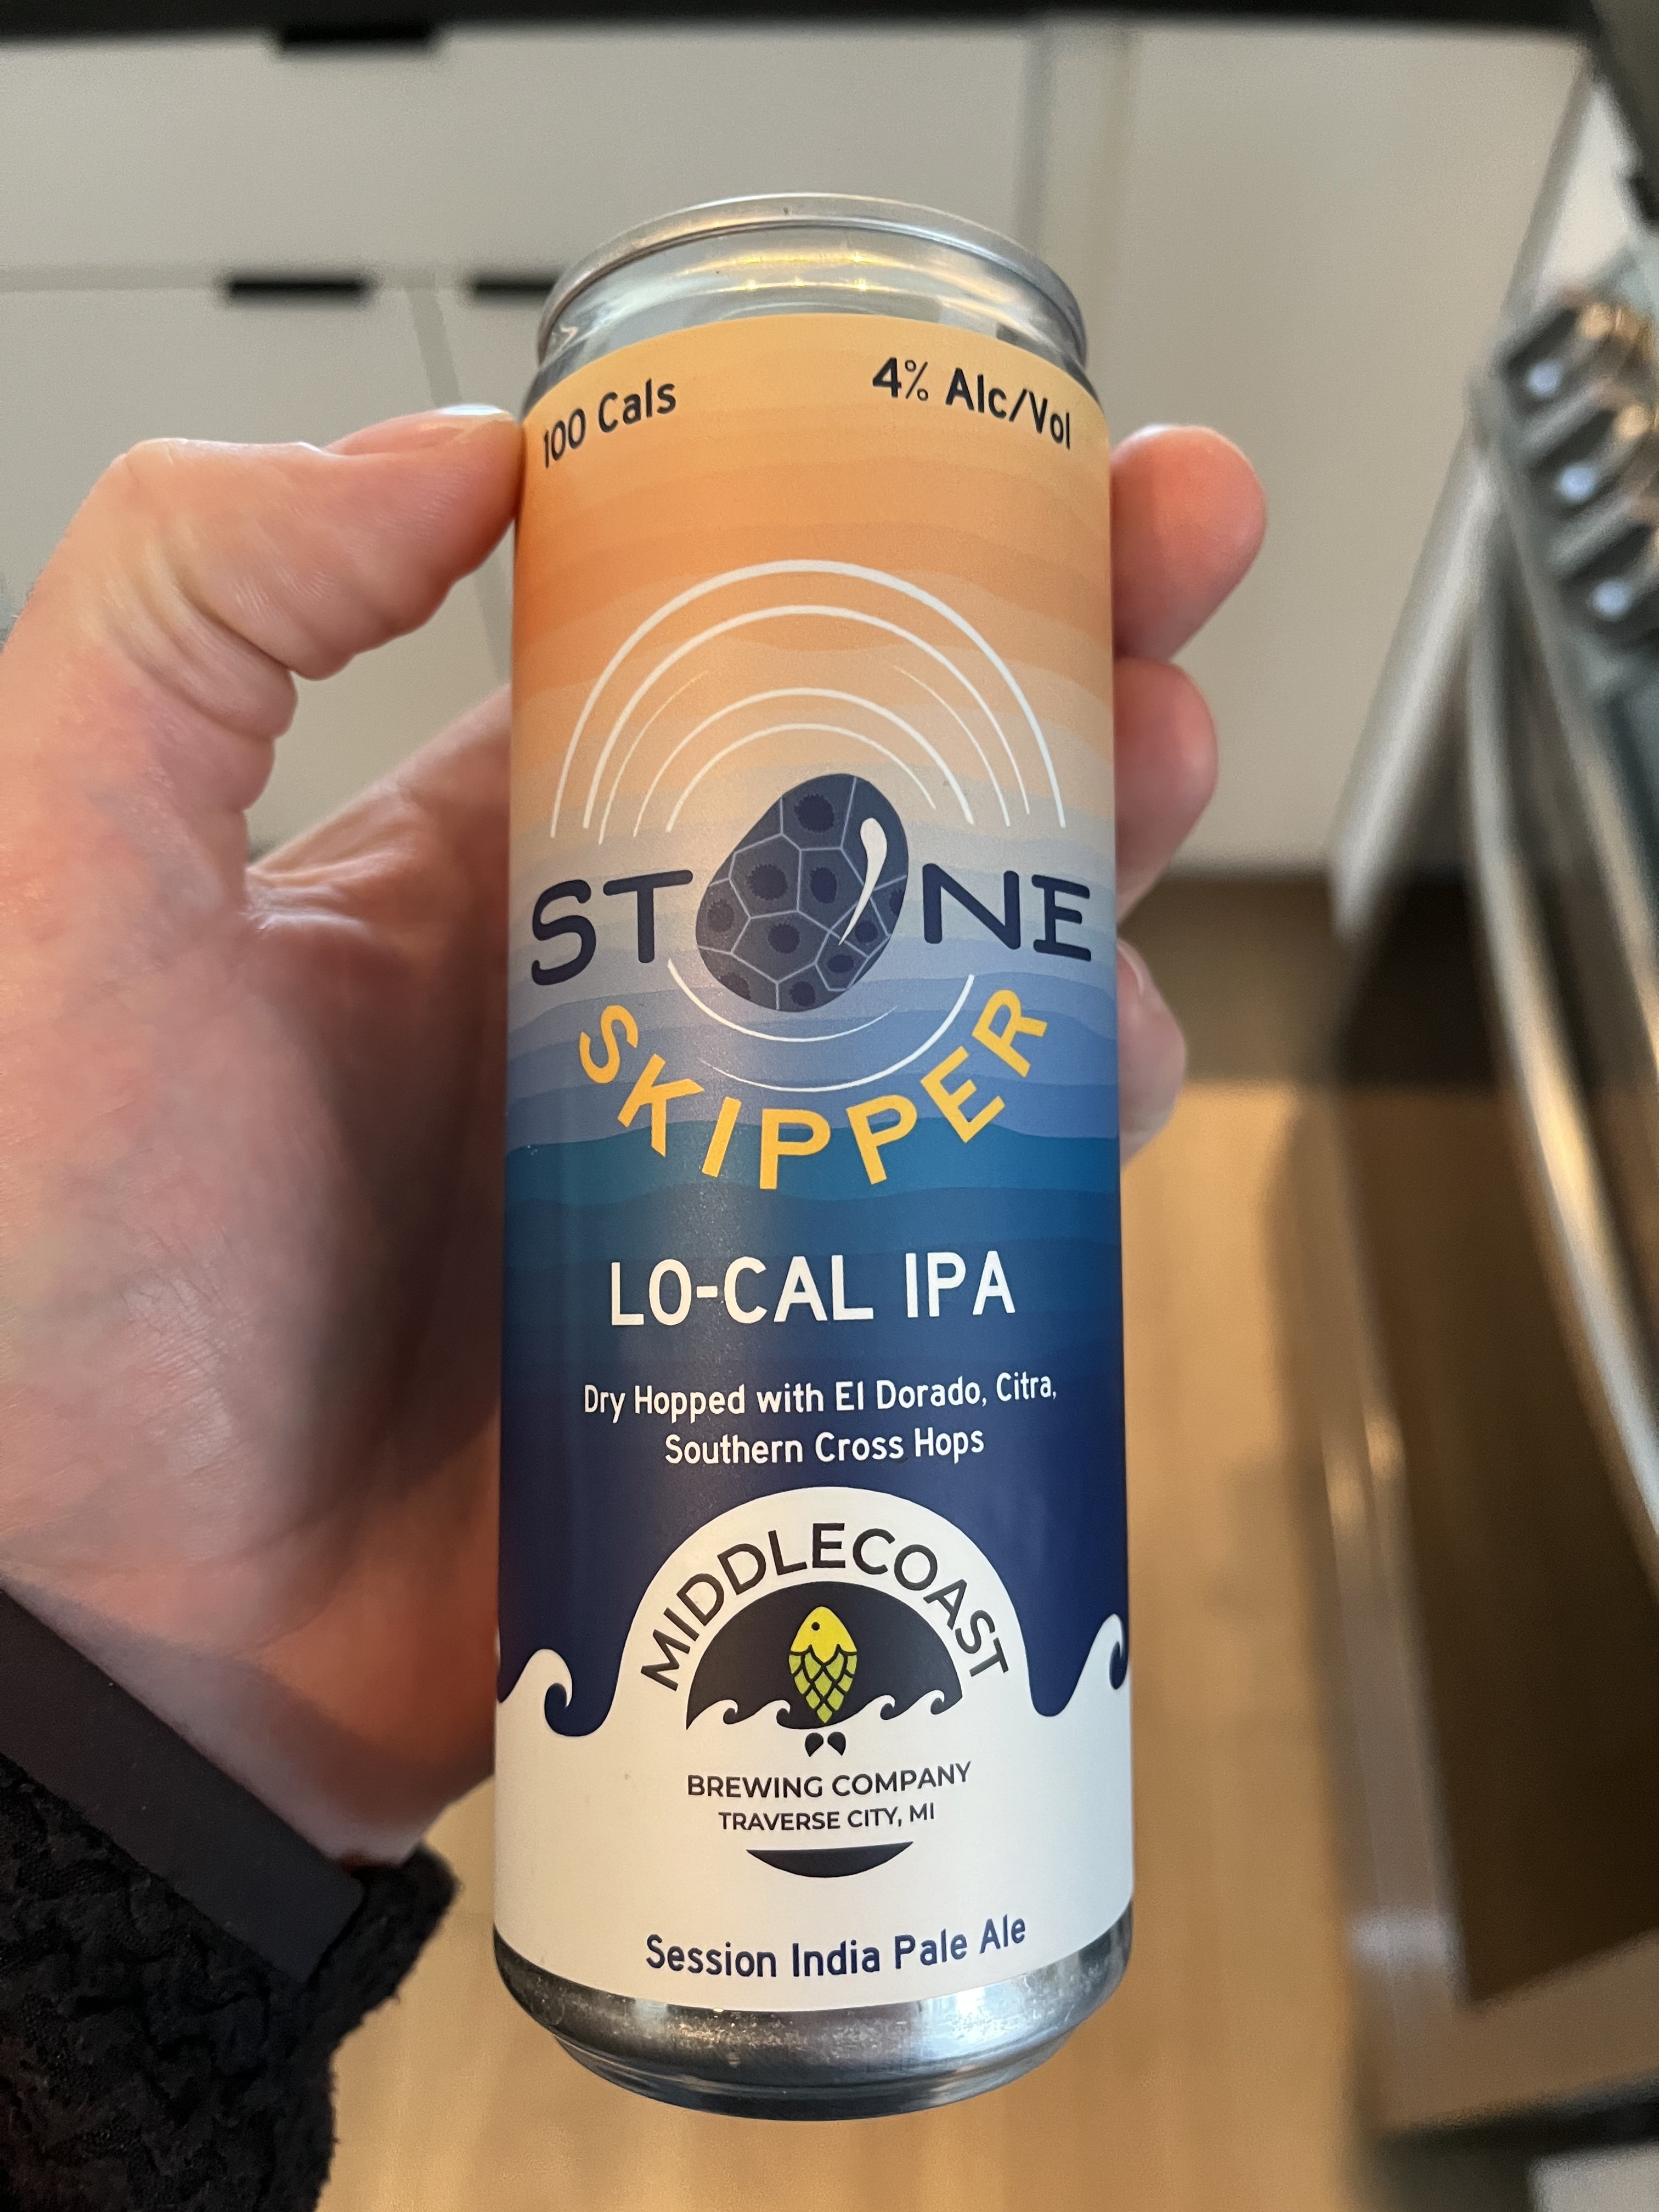 100 Cals
4% Alc/Vol
STONE
SKIPPER
LO-CAL IPA
Dry Hopped with El Dorado, Citra,
Southern Cross Hops
MIDDLECOAST
BREWING COMPANY
TRAVERSE CITY, MI
Session India Pale Ale